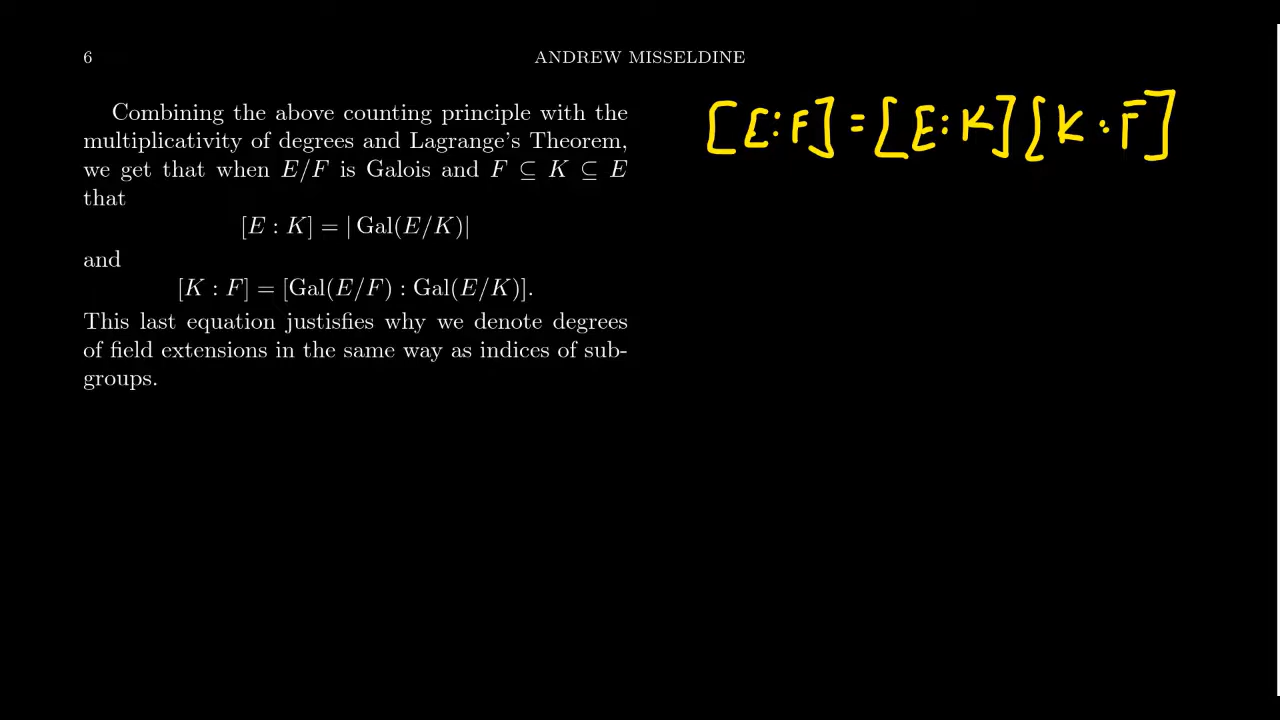 6 ANDREW MISSELDINE
Combining the above counting principle with the
multiplicativity of degrees and Lagrange's Theorem,
we get that when E/F is Galois and F ⊆ K ⊆ E
that
[E : K] = | Gal(E/K)|
and
[K : F] = [Gal(E/F) : Gal(E/K)].
This last equation justisfies why we denote degrees
of field extensions in the same way as indices of sub-
groups.
[E:F] = [E:K][K:F]